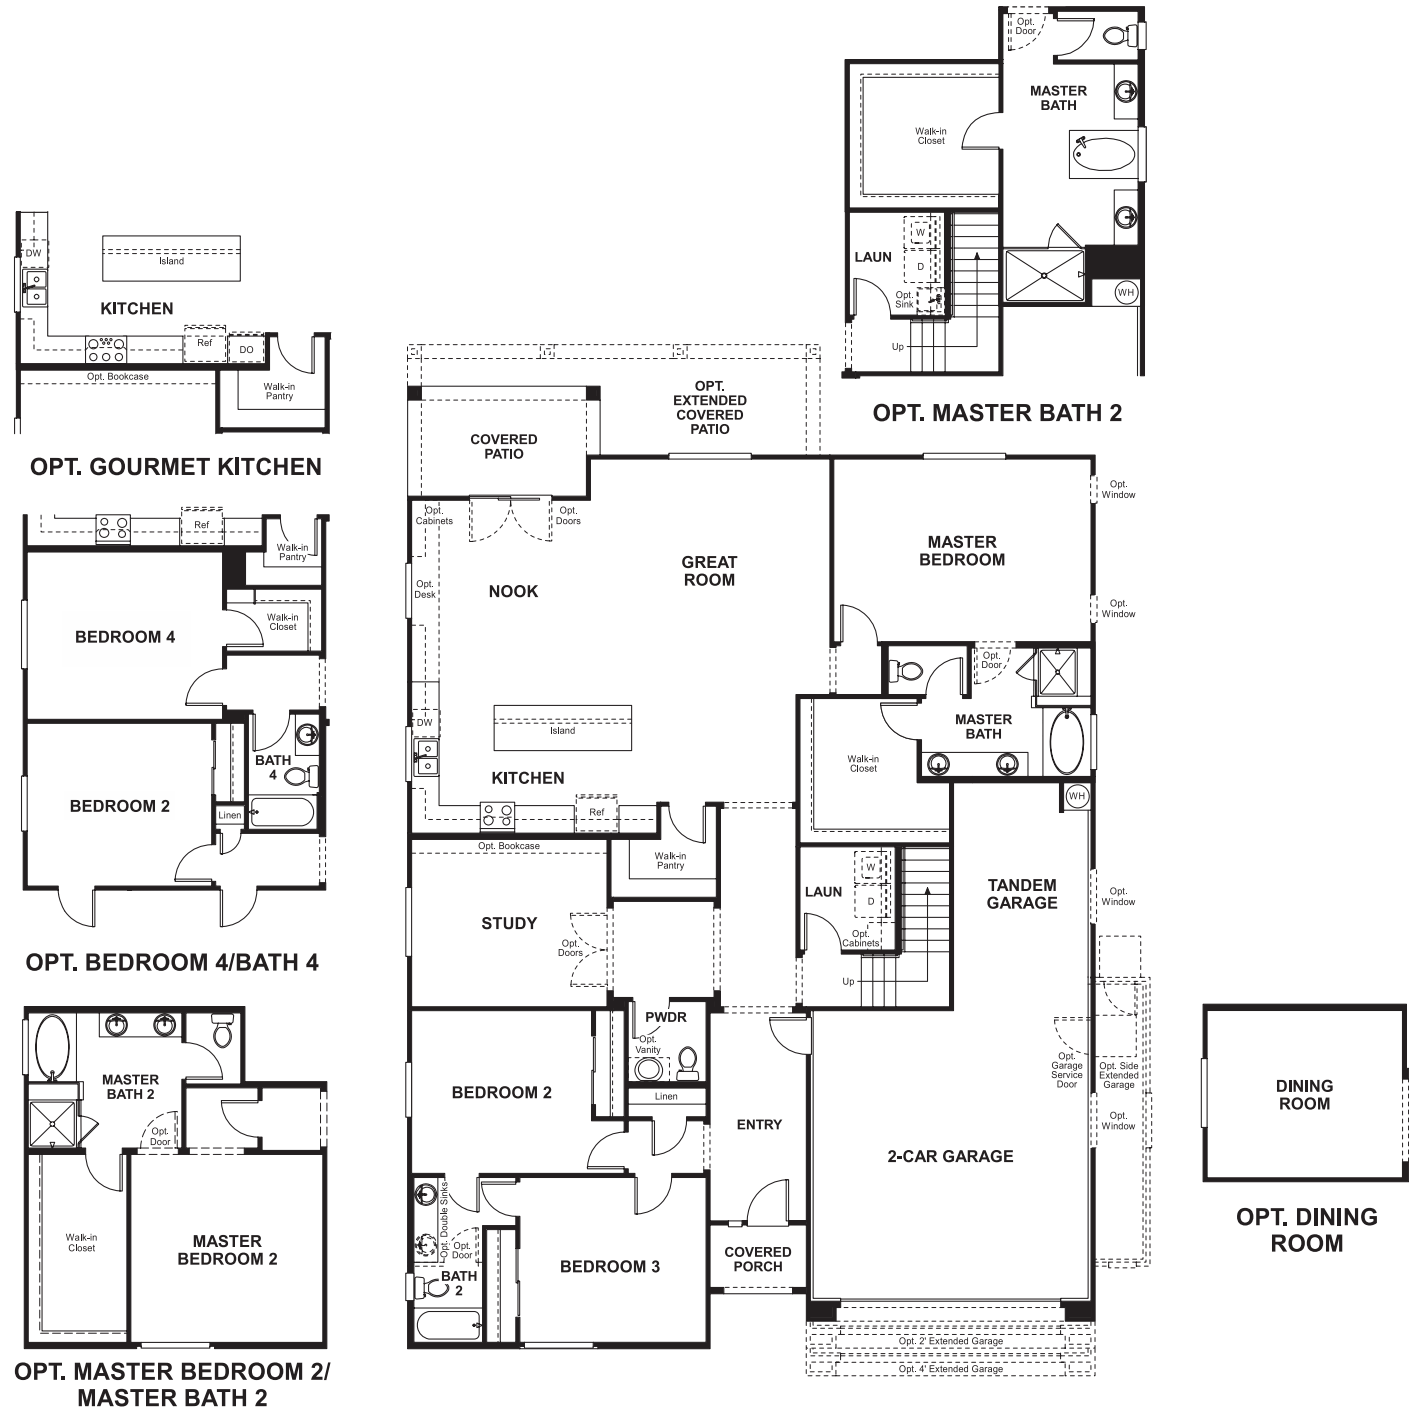 Opt.
Door
MASTER
BATH
Walk-in
Closet
W
D
LAUN
Opt.
Sink
WH
Up
OPT. MASTER BATH 2
DW
Island
KITCHEN
Ref
DO
Opt. Bookcase
Walk-in
Pantry
OPT. GOURMET KITCHEN
Ref
Walk-in
Pantry
BEDROOM 4
Walk-in
Closet
BEDROOM 2
BATH
4
Linen
OPT. BEDROOM 4/BATH 4
MASTER
BATH 2
Opt.
Door
Walk-in
Closet
MASTER
BEDROOM 2
OPT. MASTER BEDROOM 2/
MASTER BATH 2
OPT.
EXTENDED
COVERED
PATIO
COVERED
PATIO
Opt.
Cabinets
Opt.
Doors
Opt.
Window
MASTER
BEDROOM
GREAT
ROOM
NOOK
Opt.
Desk
Opt.
Window
Opt.
Door
MASTER
BATH
DW
Island
KITCHEN
Walk-in
Closet
Ref
WH
Opt. Bookcase
Walk-in
Pantry
W
D
LAUN
Opt.
Cabinets
TANDEM
GARAGE
Opt.
Window
STUDY
Opt.
Doors
Up
PWDR
Opt.
Vanity
Opt.
Garage
Service
Door
Opt. Side
Extended
Garage
BEDROOM 2
Linen
ENTRY
Opt.
Window
2-CAR GARAGE
Opt. Double Sinks
Opt.
Door
BATH
2
BEDROOM 3
COVERED
PORCH
Opt. 2' Extended Garage
Opt. 4' Extended Garage
DINING
ROOM
OPT. DINING
ROOM